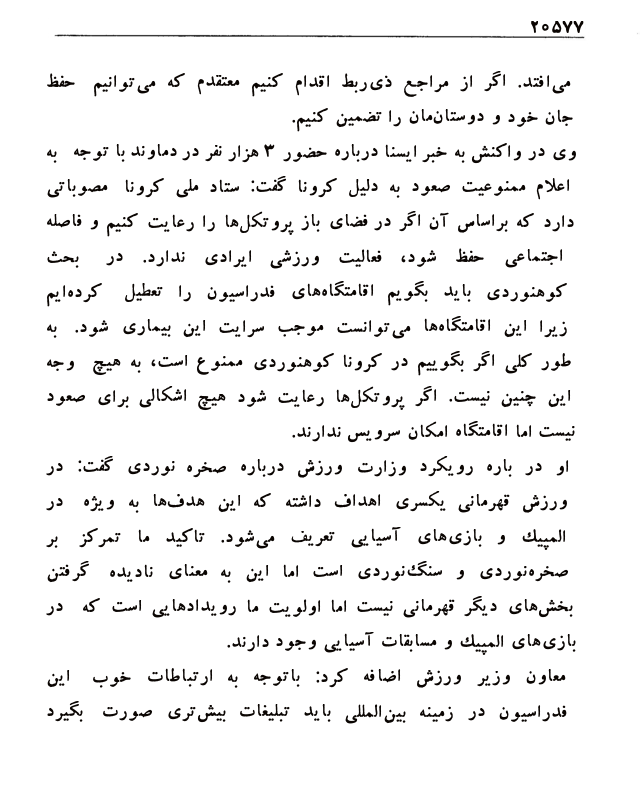 ۲۰۵۷۷
می‌افتد. اگر از مراجع ذی‌ربط اقدام کنیم معتقدم که می‌توانیم حفظ
جان خود و دوستان‌مان را تضمین کنیم.
وی در واکنش به خبر ایسنا درباره حضور ۳ هزار نفر در دماوند با توجه به
اعلام ممنوعیت صعود به دلیل کرونا گفت: ستاد ملی کرونا مصوباتی
دارد که براساس آن اگر در فضای باز پروتکل‌ها را رعایت کنیم و فاصله
اجتماعی حفظ شود، فعالیت ورزشی ایرادی ندارد. در بحث
کوهنوردی باید بگویم اقامتگاه‌های فدراسیون را تعطیل کرده‌ایم
زیرا این اقامتگاه‌ها می‌توانست موجب سرایت این بیماری شود. به
طور کلی اگر بگوییم در کرونا کوهنوردی ممنوع است، به هیچ وجه
این چنین نیست. اگر پروتکل‌ها رعایت شود هیچ اشکالی برای صعود
نیست اما اقامتگاه امکان سرویس ندارند.
او در باره رویکرد وزارت ورزش درباره صخره نوردی گفت: در
ورزش قهرمانی یکسری اهداف داشته که این هدف‌ها به ویژه در
المپیك و بازی‌های آسیایی تعریف می‌شود. تاکید ما تمرکز بر
صخره‌نوردی و سنگ‌نوردی است اما این به معنای نادیده گرفتن
بخش‌های دیگر قهرمانی نیست اما اولویت ما رویدادهایی است که در
بازی‌های المپیك و مسابقات آسیایی وجود دارند.
معاون وزیر ورزش اضافه کرد: باتوجه به ارتباطات خوب این
فدراسیون در زمینه بین‌المللی باید تبلیغات بیش‌تری صورت بگیرد